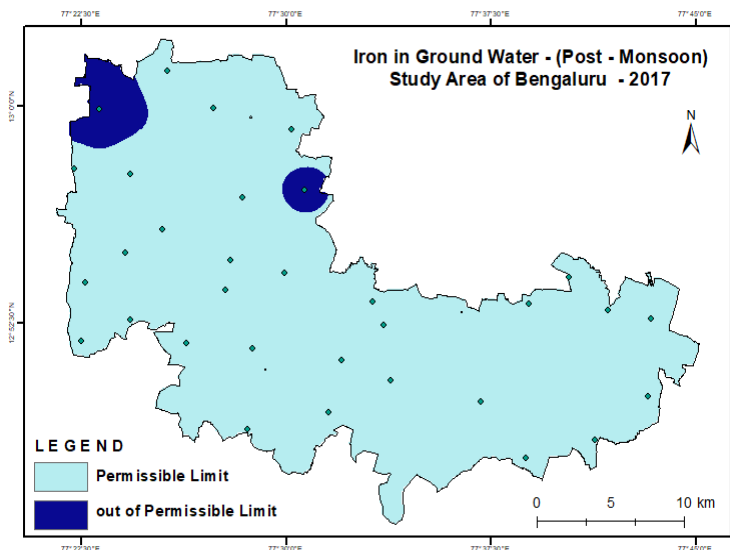 77° 22'30"E 77° 30'0"E 77° 37'30"E 77° 45'0"E
Iron in Ground Water - (Post - Monsoon)
Study Area of Bengaluru - 2017
13°0'0"N
N
12°52'30"N
LEGEND
Permissible Limit
out of Permissible Limit
0 5 10 km
77° 22'30"E 77° 30'0"E 77° 37'30"E 77° 45'0"E